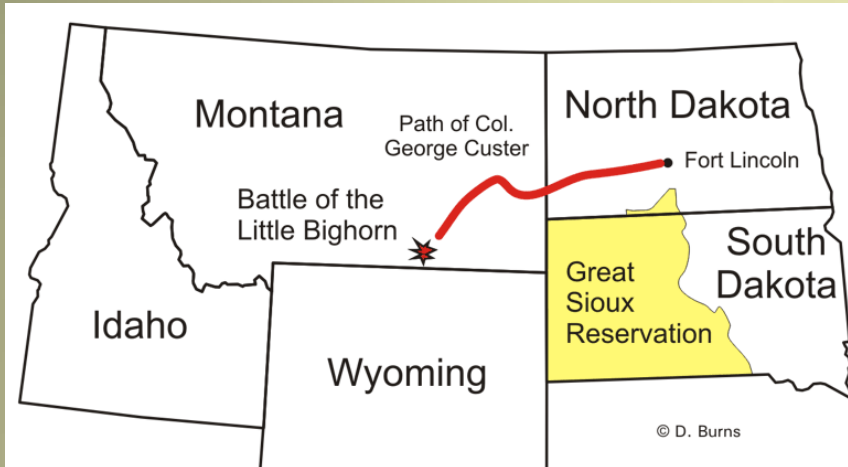 Montana
North Dakota
Path of Col.
George Custer
Fort Lincoln
Battle of the
Little Bighorn
South
Dakota
Great
Sioux
Reservation
Idaho
Wyoming
© D. Burns